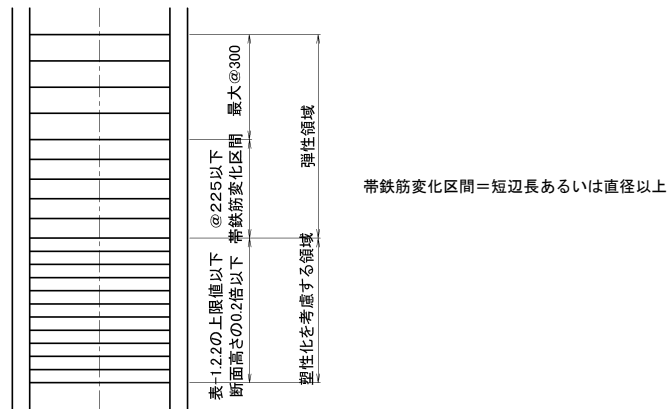 最大@300
@225以下
帯鉄筋変化区間
弾性領域
帯鉄筋変化区間＝短辺長あるいは直径以上
表-1.2.2の上限値以下
断面高さの0.2倍以下
塑性化を考慮する領域